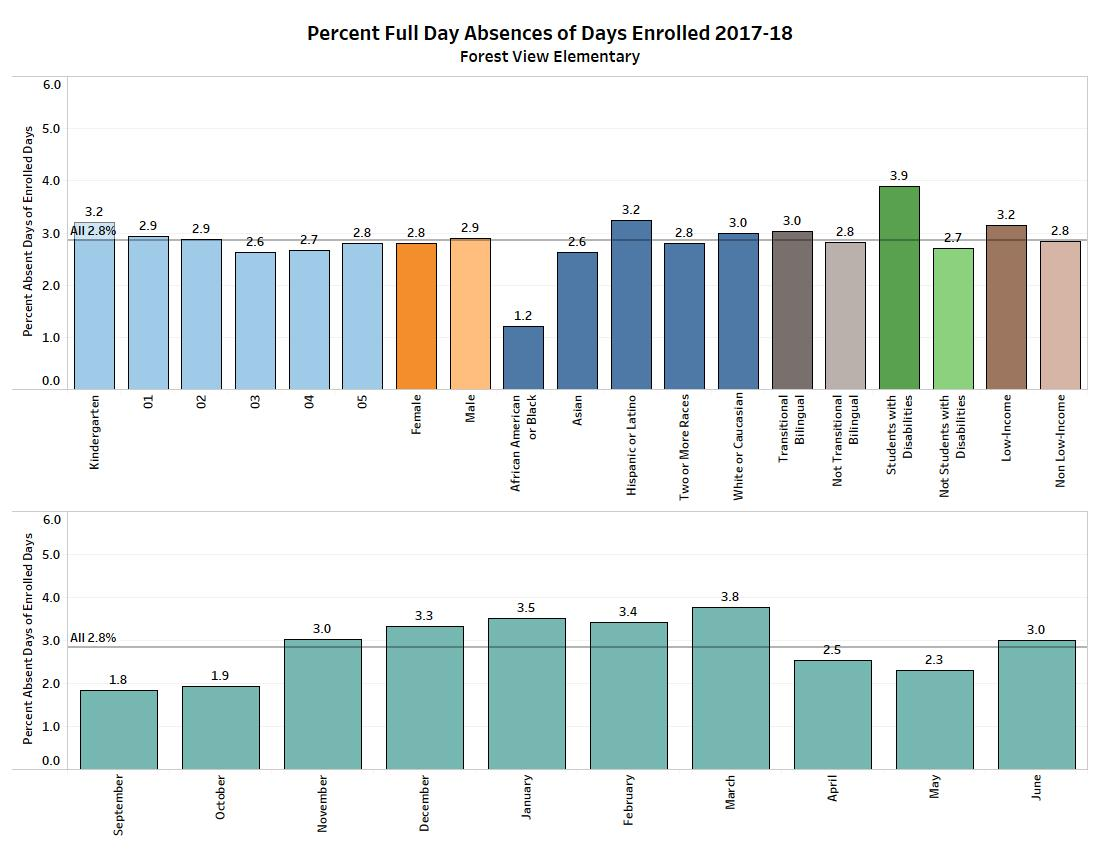 Percent Full Day Absences of Days Enrolled 2017-18
Forest View Elementary
Percent Absent Days of Enrolled Days
6.0
5.0
4.0
3.0
2.0
1.0
0.0
All 2.8%
3.2
2.9
2.9
2.6
2.7
2.8
2.8
2.9
1.2
2.6
3.2
2.8
3.0
3.0
2.8
3.9
2.7
3.2
2.8
Kindergarten
01
02
03
04
05
Female
Male
African American
or Black
Asian
Hispanic or Latino
Two or More Races
White or Caucasian
Transitional
Bilingual
Not Transitional
Bilingual
Students with
Disabilities
Not Students with
Disabilities
Low-Income
Non Low-Income
Percent Absent Days of Enrolled Days
6.0
5.0
4.0
3.0
2.0
1.0
0.0
All 2.8%
1.8
1.9
3.0
3.3
3.5
3.4
3.8
2.5
2.3
3.0
September
October
November
December
January
February
March
April
May
June